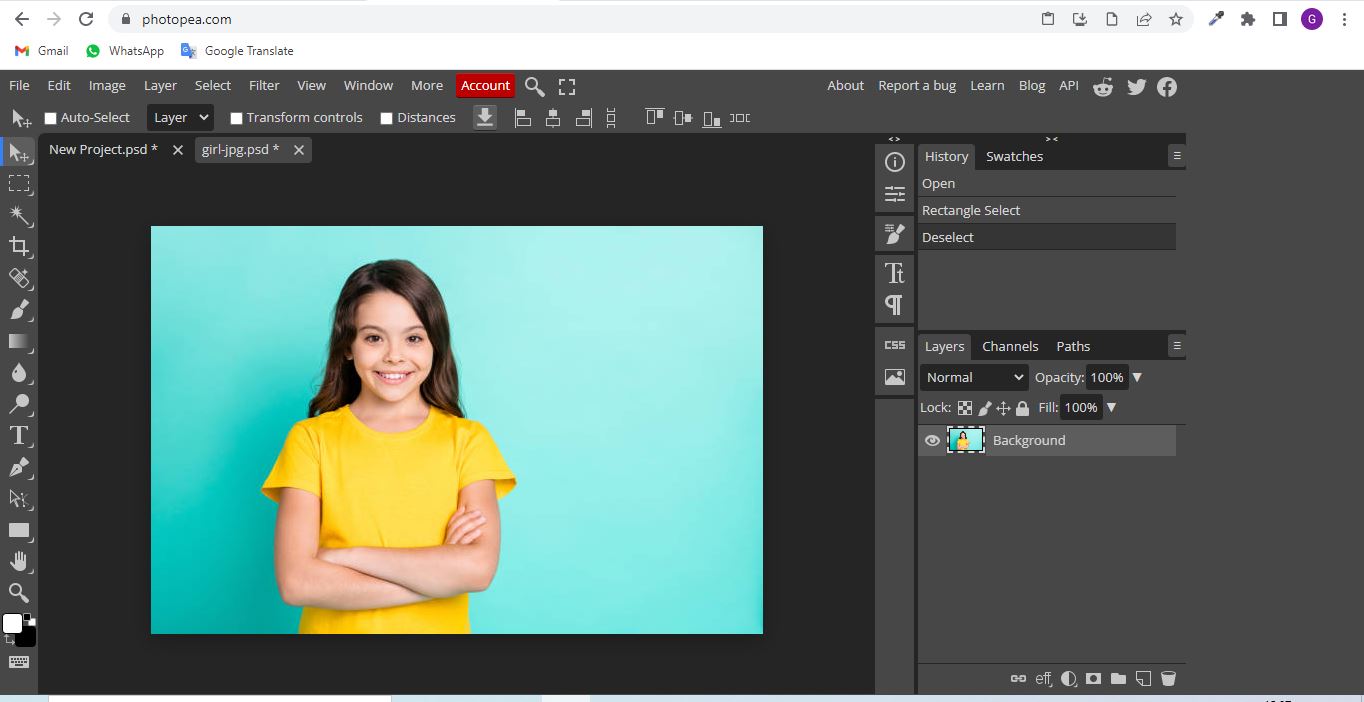 photopea.com
G
Gmail WhatsApp Google Translate
File Edit Image Layer Select Filter View Window More Account About Report a bug Learn Blog API
Auto-Select Layer Transform controls Distances
New Project.psd * girl-jpg.psd *
< > > <
History Swatches
Open
Rectangle Select
Deselect
CSS
Layers Channels Paths
Normal Opacity: 100%
Lock: Fill: 100%
Background
eff